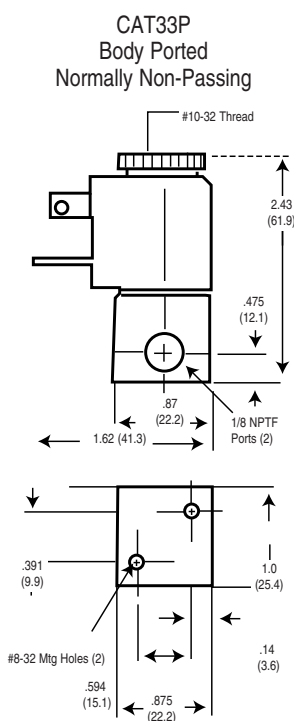 CAT33P
Body Ported
Normally Non-Passing
#10-32 Thread
2.43
(61.9)
.475
(12.1)
.87
(22.2)
1/8 NPTF
Ports (2)
1.62 (41.3)
.391
(9.9)
1.0
(25.4)
#8-32 Mtg Holes (2)
.14
(3.6)
.594
(15.1)
.875
(22.2)